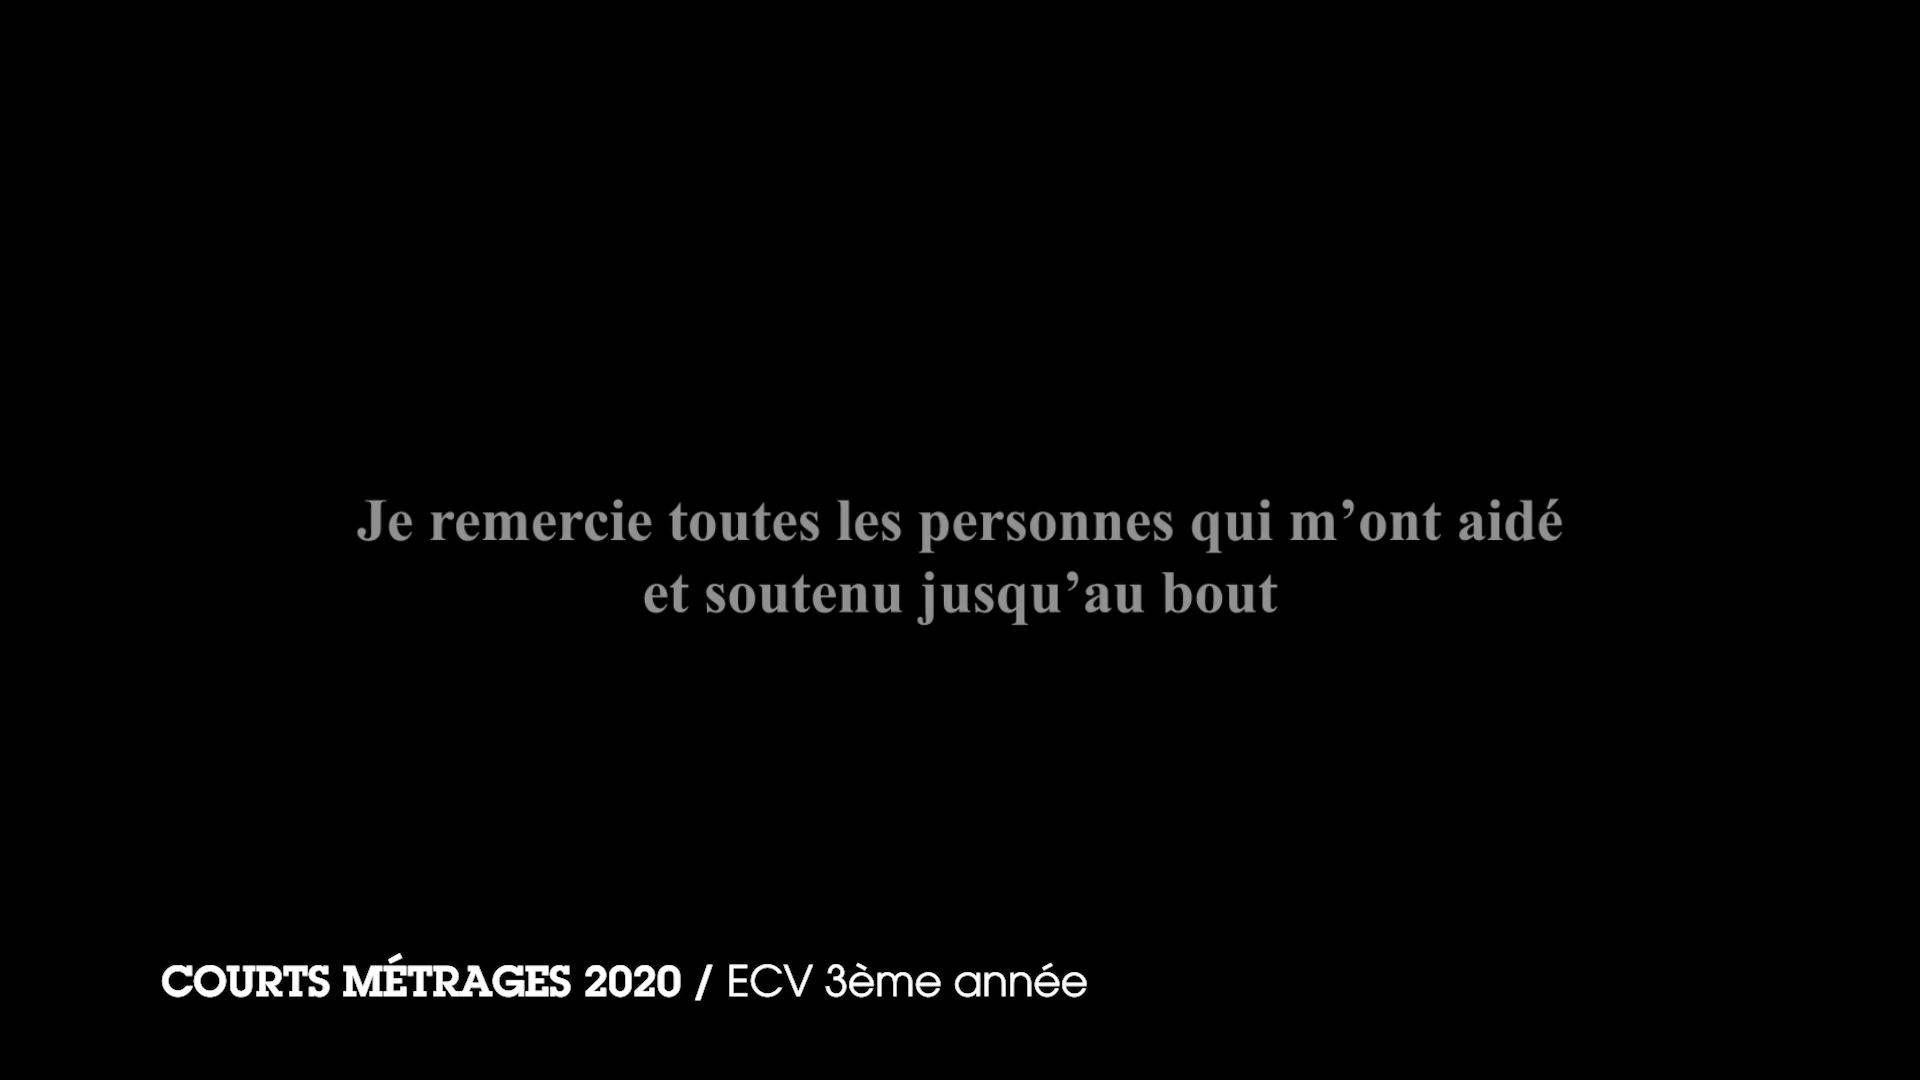 Je remercie toutes les personnes qui m’ont aidé
et soutenu jusqu’au bout
COURTS MÉTRAGES 2020 / ECV 3ème année